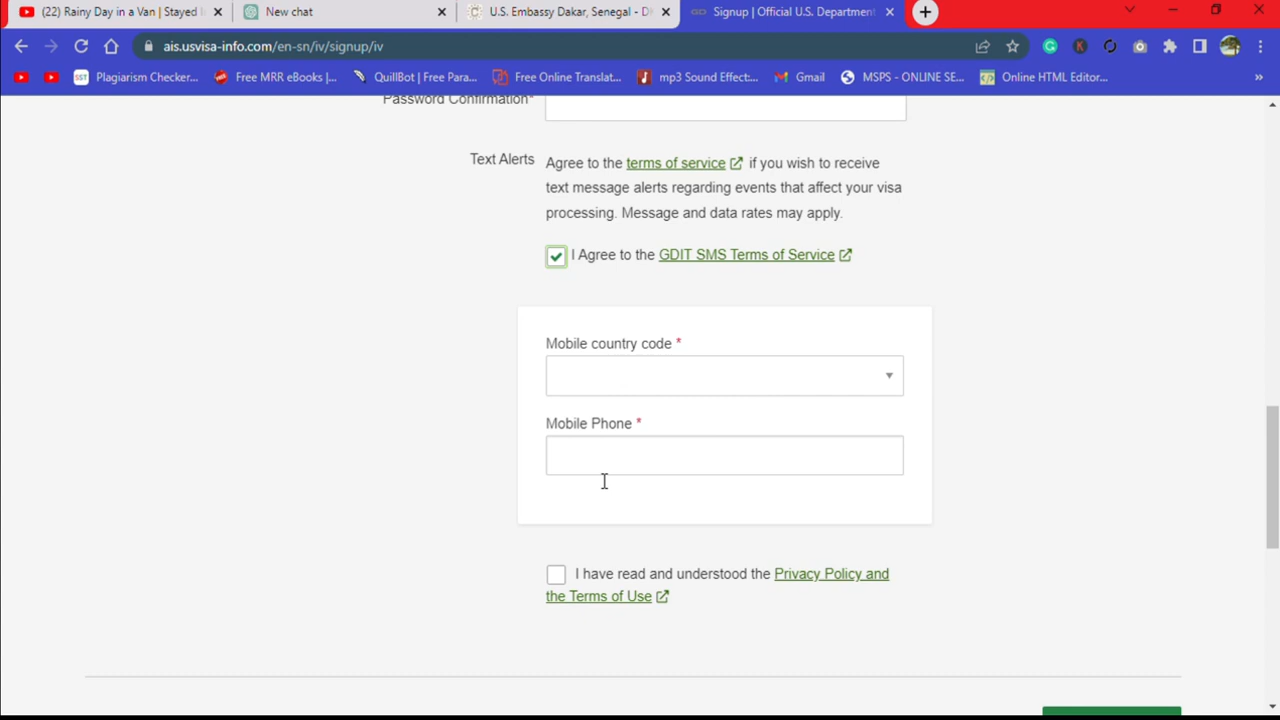 (22) Rainy Day in a Van | Stayed
New chat
U.S. Embassy Dakar, Senegal - D
Signup | Official U.S. Department
ais.usvisa-info.com/en-sn/iv/signup/iv
Plagiarism Checker...
Free MRR eBooks |...
QuillBot | Free Para...
Free Online Translat...
mp3 Sound Effect:...
Gmail
MSPS - ONLINE SE...
Online HTML Editor...
»
Password Confirmation*
Text Alerts
Agree to the terms of service if you wish to receive
text message alerts regarding events that affect your visa
processing. Message and data rates may apply.
I Agree to the GDIT SMS Terms of Service
Mobile country code *
Mobile Phone *
I have read and understood the Privacy Policy and
the Terms of Use